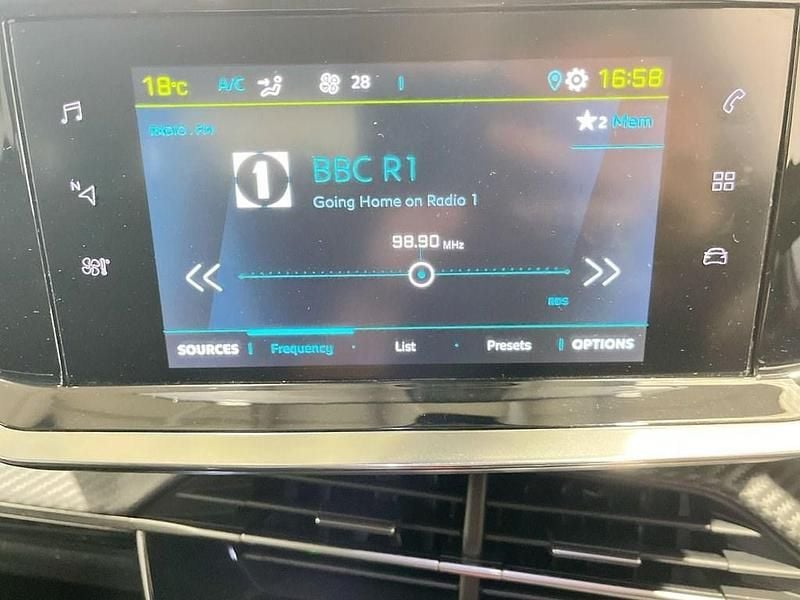 18°C A/C 28 16:58
RADIO . FM
2 Mem
1 BBC R1
Going Home on Radio 1
98.90 MHz
N
RDS
SOURCES Frequency List Presets OPTIONS